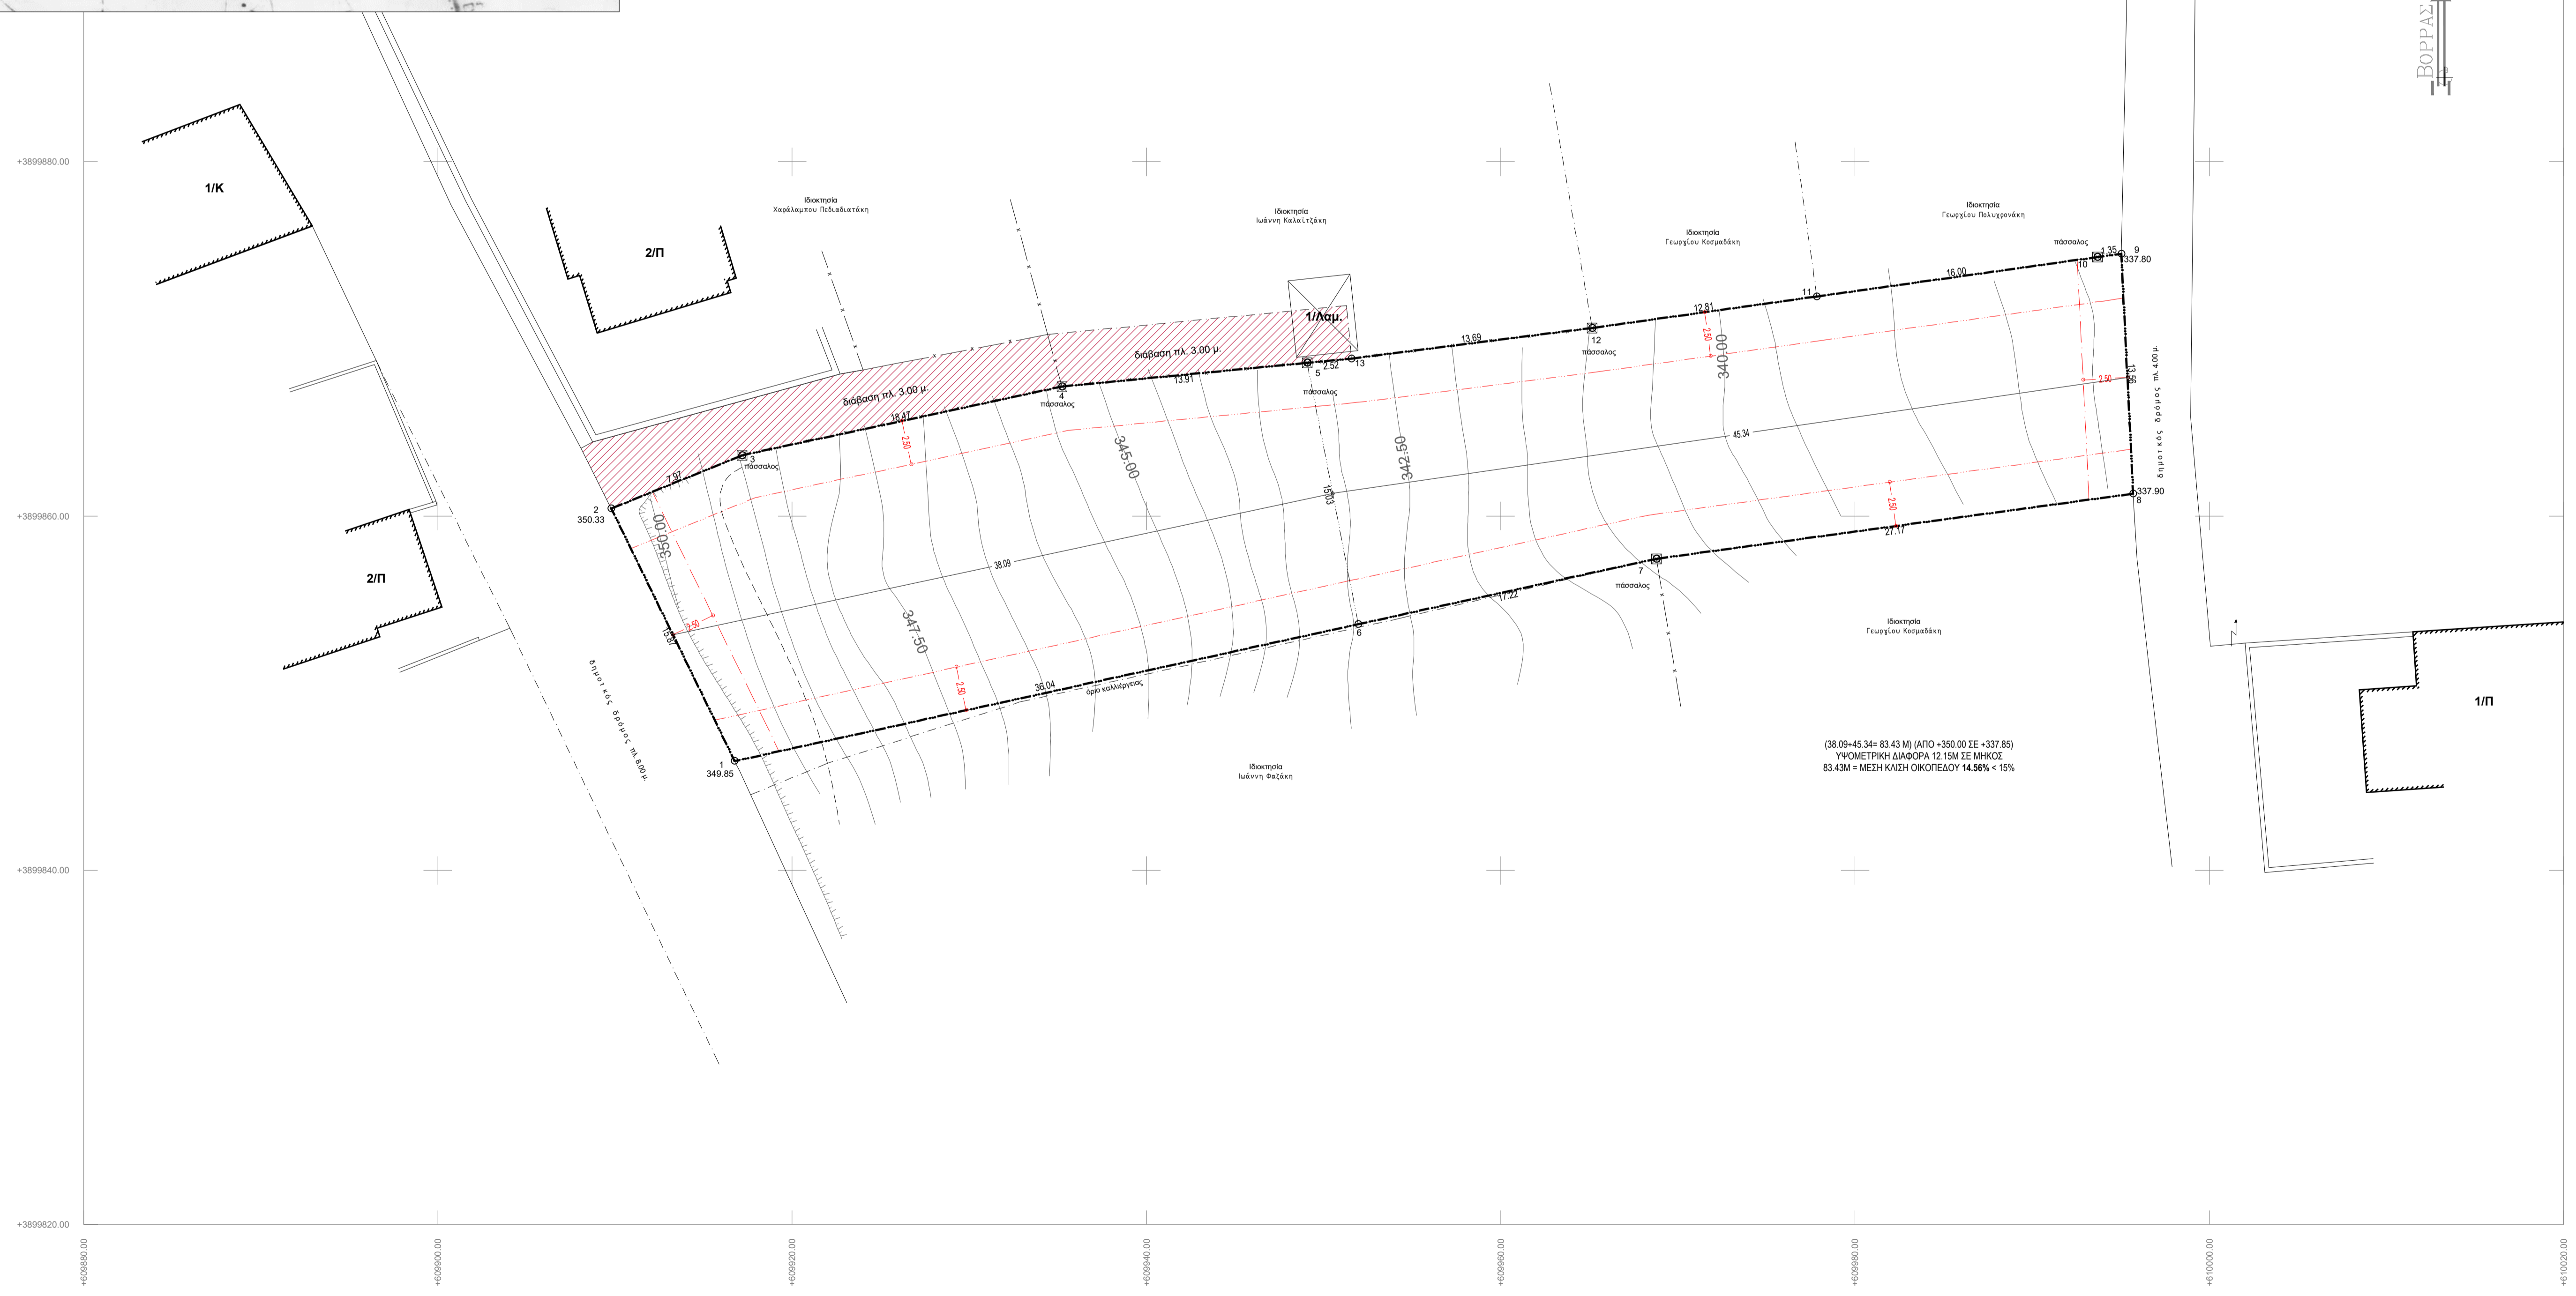 ΒΟΡΡΑΣ
+3899880.00
1/Κ
2/Π
Ιδιοκτησία
Χαράλαμπου Πεδιαδιατάκη
Ιδιοκτησία
Ιωάννη Καλαϊτζάκη
Ιδιοκτησία
Γεωργίου Κοσμαδάκη
Ιδιοκτησία
Γεωργίου Πολυχρονάκη
πάσσαλος
10
1.35
9
337.80
16.00
11
12.81
2.50
340.00
12
πάσσαλος
13.69
1/Λαμ.
13
2.52
5
πάσσαλος
διάβαση πλ. 3.00 μ.
13.91
4
πάσσαλος
διάβαση πλ. 3.00 μ.
18.47
2.50
3
πάσσαλος
7.97
2
350.33
350.00
345.00
342.50
15.03
45.34
2.50
13.56
δημοτικός δρόμος πλ.4.00 μ.
337.90
8
2.50
27.17
+3899860.00
38.09
7
πάσσαλος
17.22
6
2/Π
2.50
15.87
347.50
2.50
36.04
όριο καλλιέργειας
Ιδιοκτησία
Γεωργίου Κοσμαδάκη
δημοτκός δρόμος πλ. 8.00 μ.
1
349.85
Ιδιοκτησία
Ιωάννη Φαζάκη
1/Π
(38.09+45.34= 83.43 Μ) (ΑΠΟ +350.00 ΣΕ +337.85)
ΥΨΟΜΕΤΡΙΚΗ ΔΙΑΦΟΡΑ 12.15Μ ΣΕ ΜΗΚΟΣ
83.43Μ = ΜΕΣΗ ΚΛΙΣΗ ΟΙΚΟΠΕΔΟΥ 14.56% < 15%
+3899840.00
+3899820.00
+609880.00
+609900.00
+609920.00
+609940.00
+609960.00
+609980.00
+610000.00
+610020.00